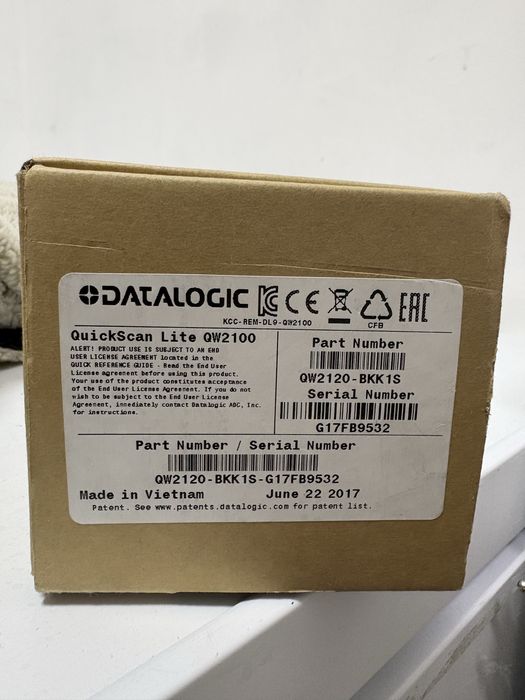 DATALOGIC
EAC
KCC-REM-DL9-QW2100
CFB
QuickScan Lite QW2100
ALERT! PRODUCT USE IS SUBJECT TO AN END
USER LICENSE AGREEMENT located in the
QUICK REFERENCE GUIDE - Read the End User
License agreement before using this product.
Your use of the product constitutes acceptance
of the End User License Agreement. If you do not
wish to be subject to this End User License
Agreement, immediately contact Datalogic ADC, Inc.
for instructions.
Part Number
QW2120-BKK1S
Serial Number
G17FB9532
Part Number / Serial Number
QW2120-BKK1S-G17FB9532
Made in Vietnam June 22 2017
Patent. See www.patents.datalogic.com for patent list.